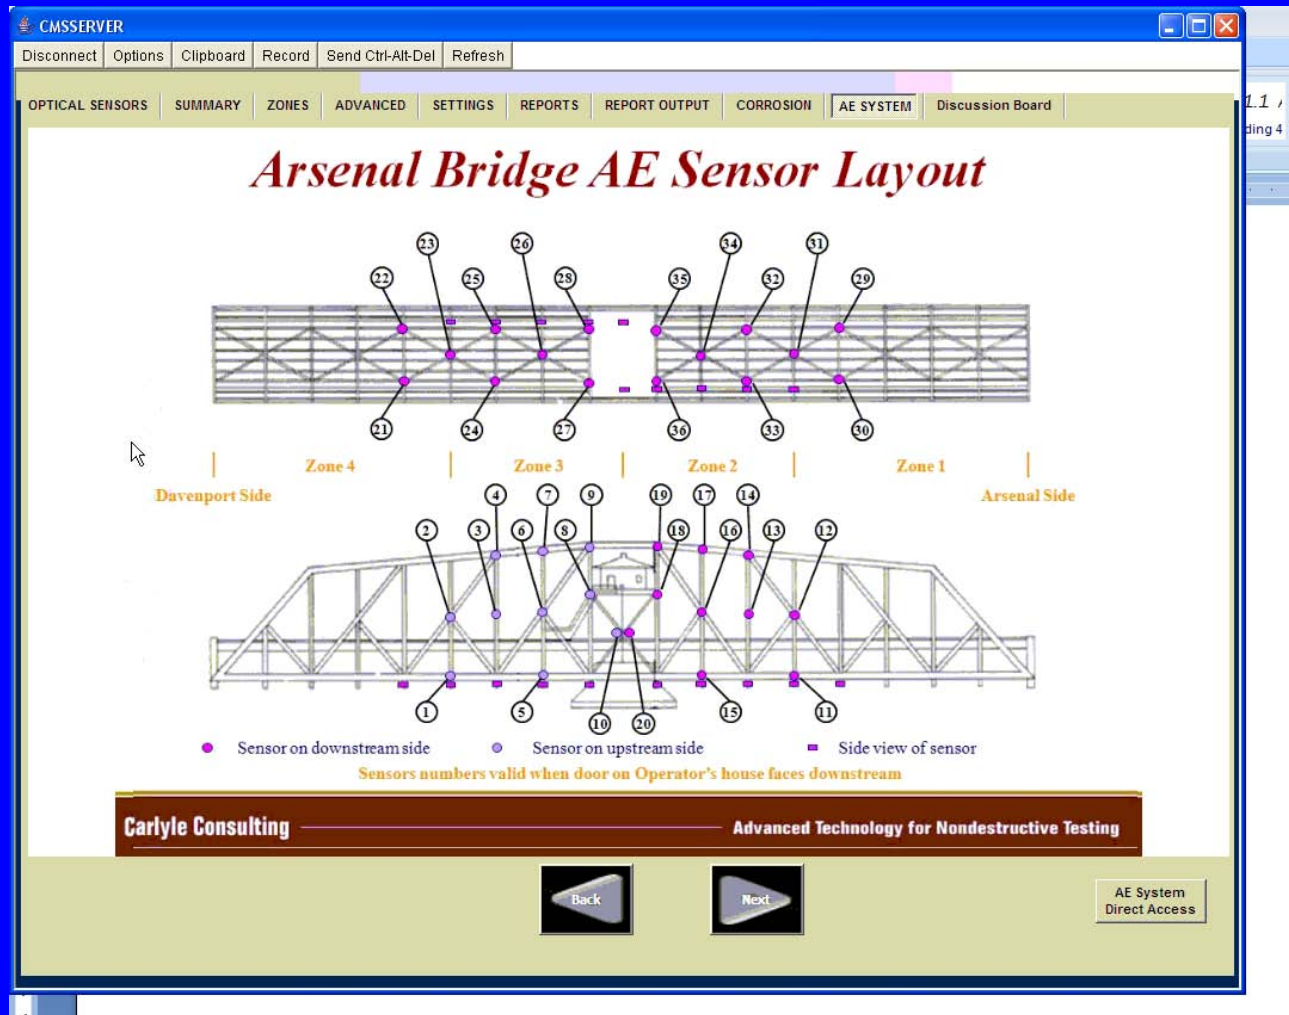 CMSSERVER
Disconnect Options Clipboard Record Send Ctrl-Alt-Del Refresh
OPTICAL SENSORS SUMMARY ZONES ADVANCED SETTINGS REPORTS REPORT OUTPUT CORROSION AE SYSTEM Discussion Board
1.1
ding 4
Arsenal Bridge AE Sensor Layout
23 26 34 31
22 25 28 35 32 29
21 24 27 36 33 30
Zone 4 Zone 3 Zone 2 Zone 1
Davenport Side Arsenal Side
4 7 9 19 17 14
2 3 6 8 18 16 13 12
1 5 10 20 15 11
Sensor on downstream side Sensor on upstream side Side view of sensor
Sensors numbers valid when door on Operator's house faces downstream
Carlyle Consulting Advanced Technology for Nondestructive Testing
Back Next
AE System
Direct Access